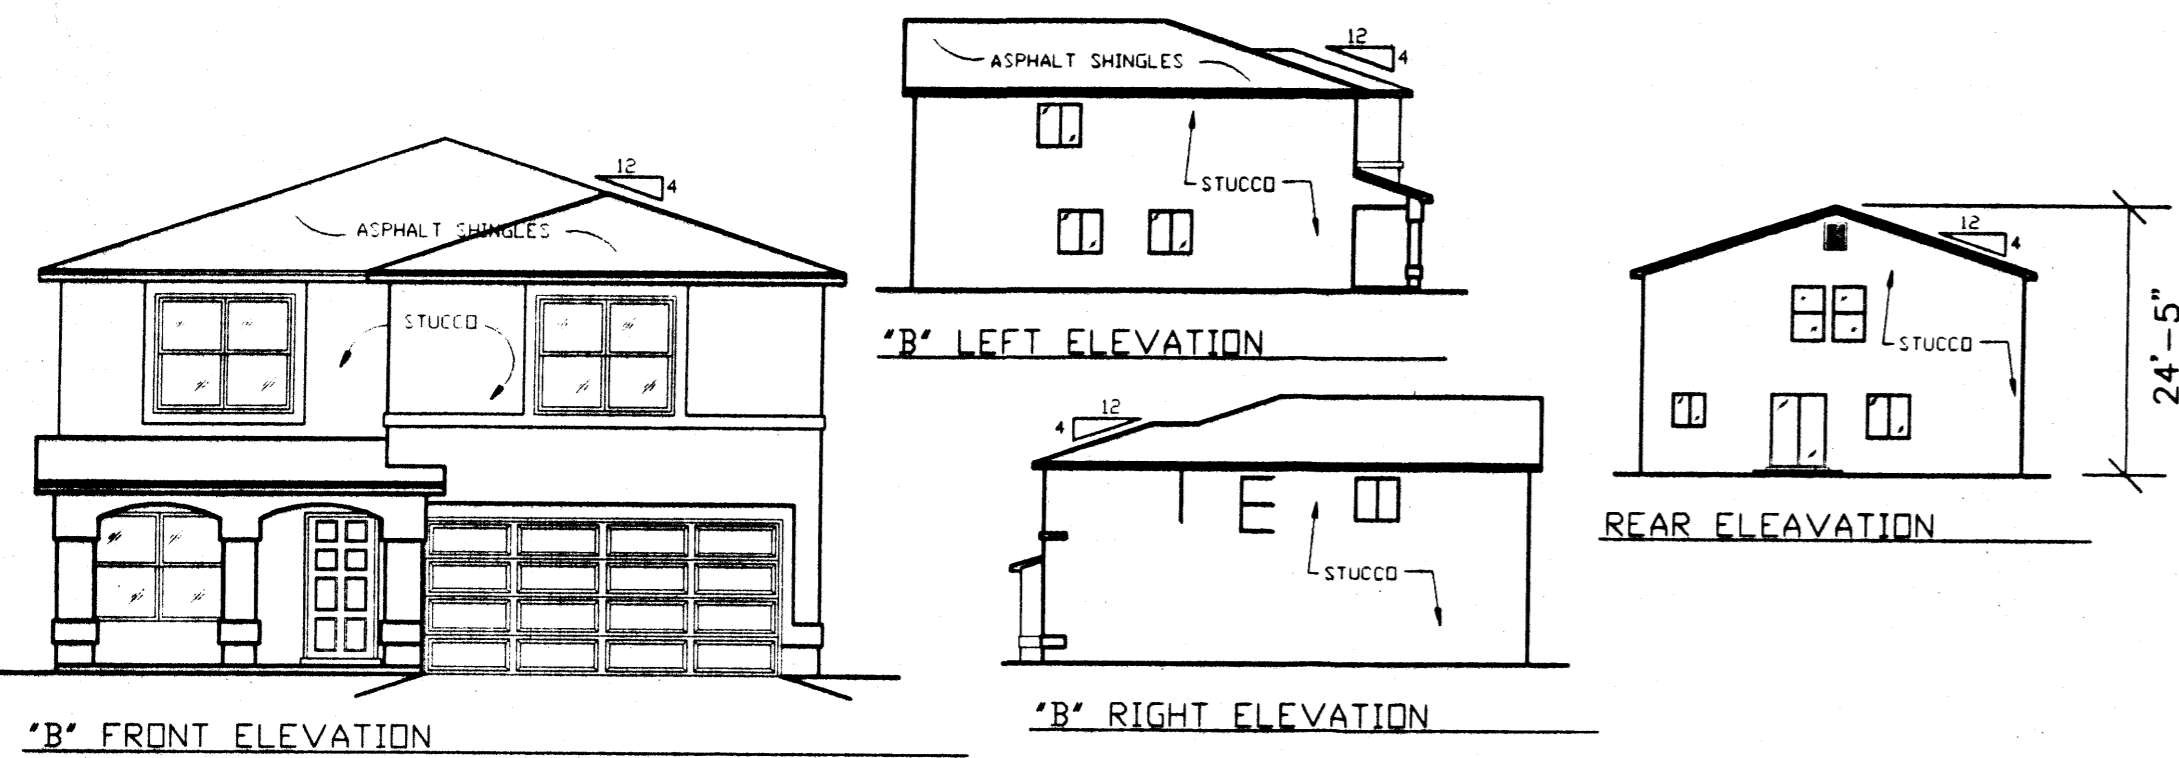 12
4
ASPHALT SHINGLES
STUCCO
"B" FRONT ELEVATION
12
4
ASPHALT SHINGLES
STUCCO
"B" LEFT ELEVATION
12
4
STUCCO
"B" RIGHT ELEVATION
12
4
STUCCO
24'-5"
REAR ELEAVATION